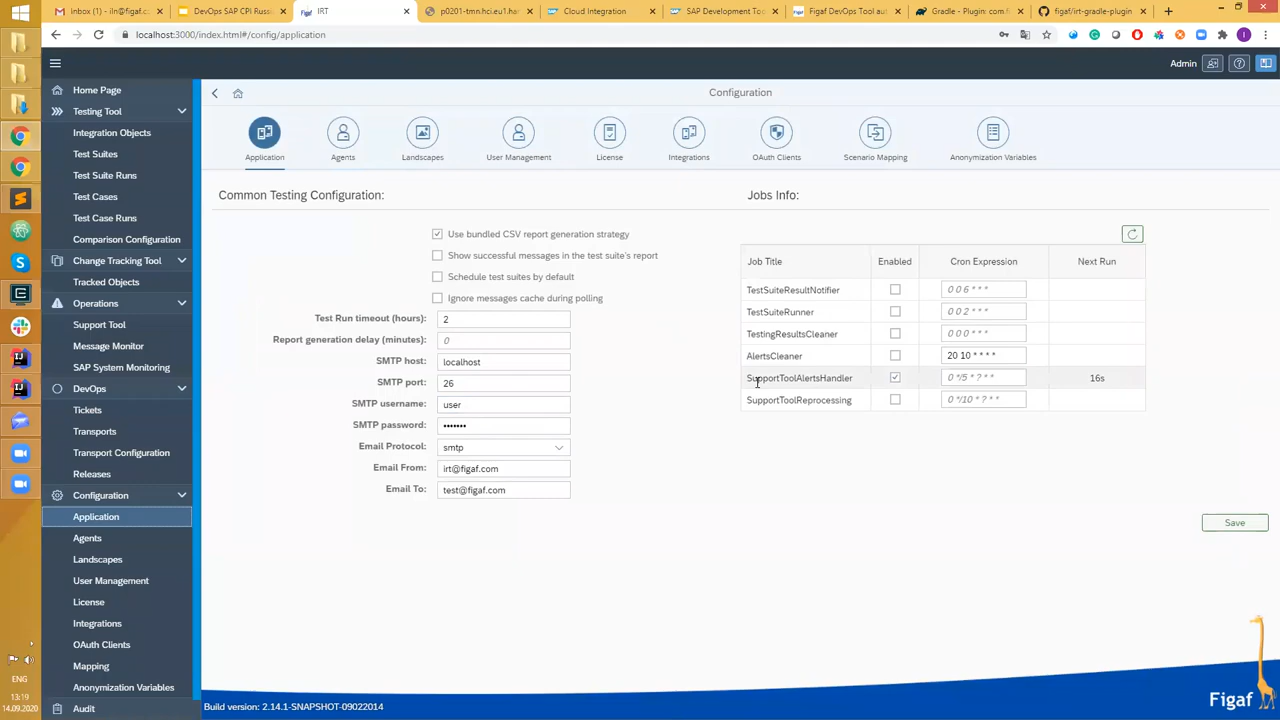 Inbox (1) - im@figaf.c
DevOps SAP CPI Russi
IRT
p0201-tmn.hci.eu1.har
Cloud Integration
SAP Development Too
Figaf DevOps Tool aut
Gradle - Plugin: com.f
figaf/irt-gradle-plugin
localhost:3000/index.html#/config/application
Admin
Home Page
Configuration
Testing Tool
Integration Objects
Test Suites
Test Suite Runs
Test Cases
Test Case Runs
Comparison Configuration
Change Tracking Tool
Tracked Objects
Operations
Support Tool
Message Monitor
SAP System Monitoring
DevOps
Tickets
Transports
Transport Configuration
Releases
Configuration
Application
Agents
Landscapes
User Management
License
Integrations
OAuth Clients
Mapping
Anonymization Variables
Audit
Application
Agents
Landscapes
User Management
License
Integrations
OAuth Clients
Scenario Mapping
Anonymization Variables
Common Testing Configuration:
Use bundled CSV report generation strategy
Show successful messages in the test suite's report
Schedule test suites by default
Ignore messages cache during polling
Test Run timeout (hours): 2
Report generation delay (minutes): 0
SMTP host: localhost
SMTP port: 26
SMTP username: user
SMTP password: •••••••
Email Protocol: smtp
Email From: irt@figaf.com
Email To: test@figaf.com
Jobs Info:
Job Title Enabled Cron Expression Next Run
TestSuiteResultNotifier 0 0 6 * * *
TestSuiteRunner 0 0 2 * * *
TestingResultsCleaner 0 0 0 * * *
AlertsCleaner 20 10 * * * *
SupportToolAlertsHandler 0 */5 * ? * * 16s
SupportToolReprocessing 0 */10 * ? * *
Save
Build version: 2.14.1-SNAPSHOT-09022014
Figaf
ENG
13:19
14.09.2020